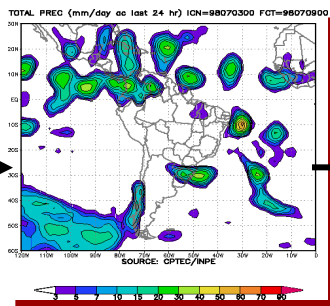 TOTAL PREC (mm/day ac last 24 hr) ICN=98070300 FCT=98070900
30N
20N
10N
EQ
10S
20S
30S
40S
50S
60S
120W 110W 100W 90W 80W 70W 60W 50W 40W 30W 20W 10W 0
SOURCE: CPTEC/INPE
3 5 7 10 15 20 30 40 50 60 70 90